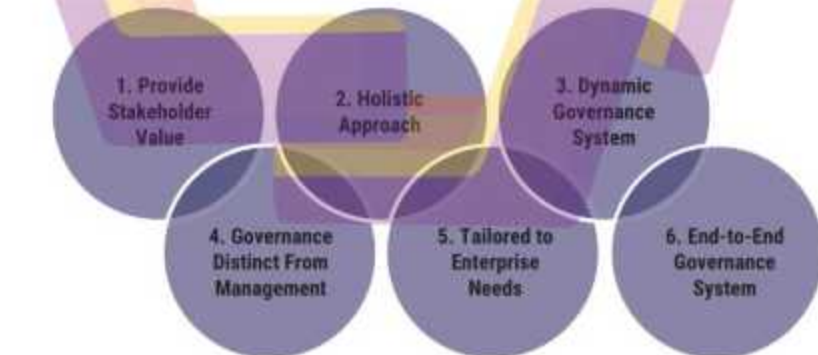 1. Provide
Stakeholder
Value
2. Holistic
Approach
3. Dynamic
Governance
System
4. Governance
Distinct From
Management
5. Tailored to
Enterprise
Needs
6. End-to-End
Governance
System